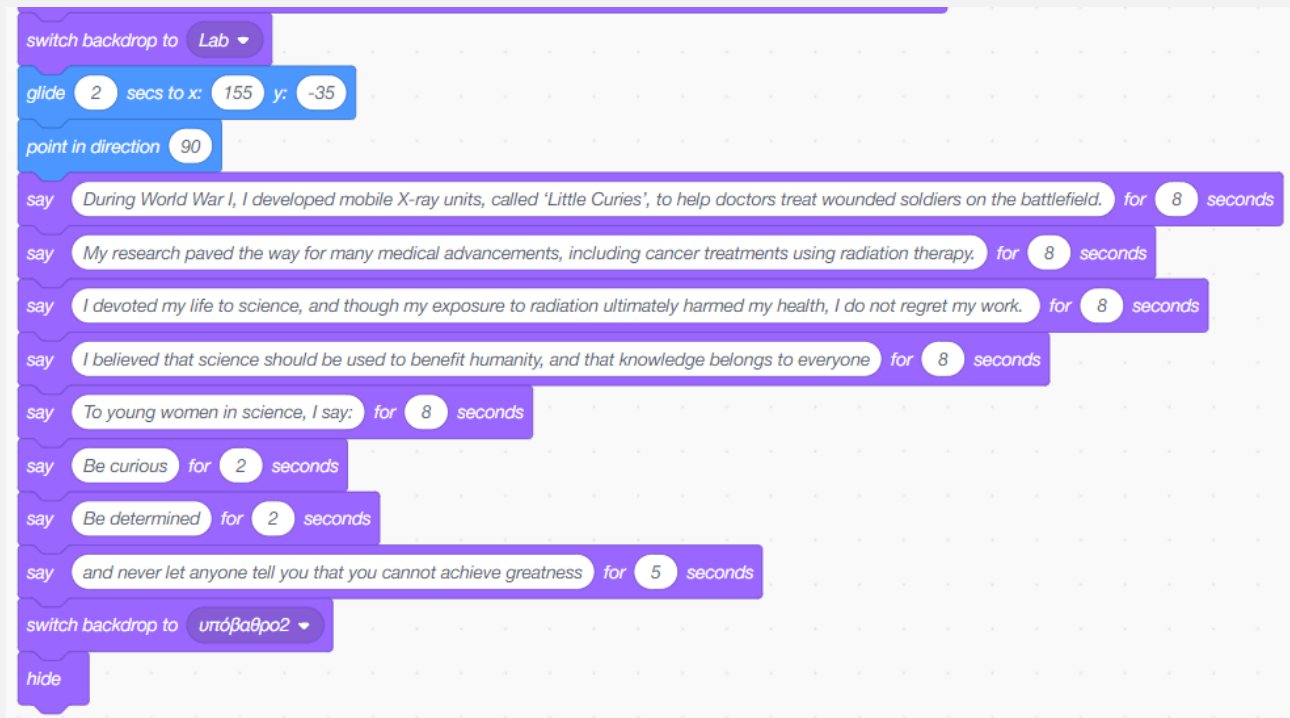 switch backdrop to Lab
glide 2 secs to x: 155 y: -35
point in direction 90
say During World War I, I developed mobile X-ray units, called ‘Little Curies’, to help doctors treat wounded soldiers on the battlefield. for 8 seconds
say My research paved the way for many medical advancements, including cancer treatments using radiation therapy. for 8 seconds
say I devoted my life to science, and though my exposure to radiation ultimately harmed my health, I do not regret my work. for 8 seconds
say I believed that science should be used to benefit humanity, and that knowledge belongs to everyone for 8 seconds
say To young women in science, I say: for 8 seconds
say Be curious for 2 seconds
say Be determined for 2 seconds
say and never let anyone tell you that you cannot achieve greatness for 5 seconds
switch backdrop to υπόβαθρο2
hide